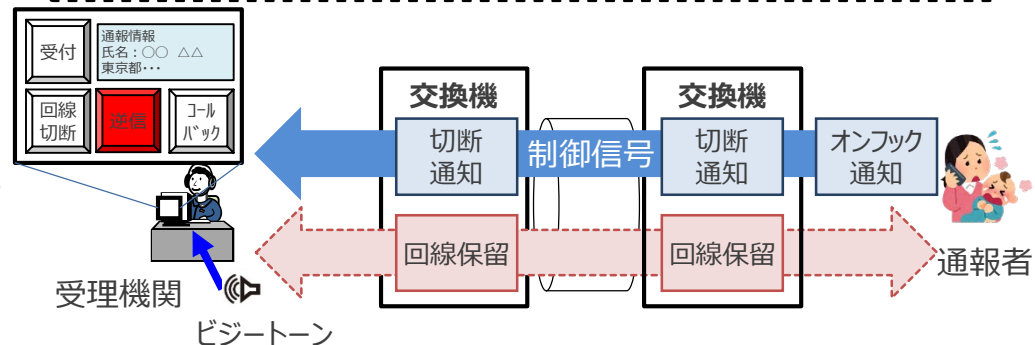 受付
通報情報
氏名：○○ △△
東京都･･･
回線
切断
逆信
ｺｰﾙ
ﾊﾞｯｸ
交換機
交換機
切断
通知
制御信号
切断
通知
オンフック
通知
回線保留
回線保留
通報者
受理機関
ビジートーン